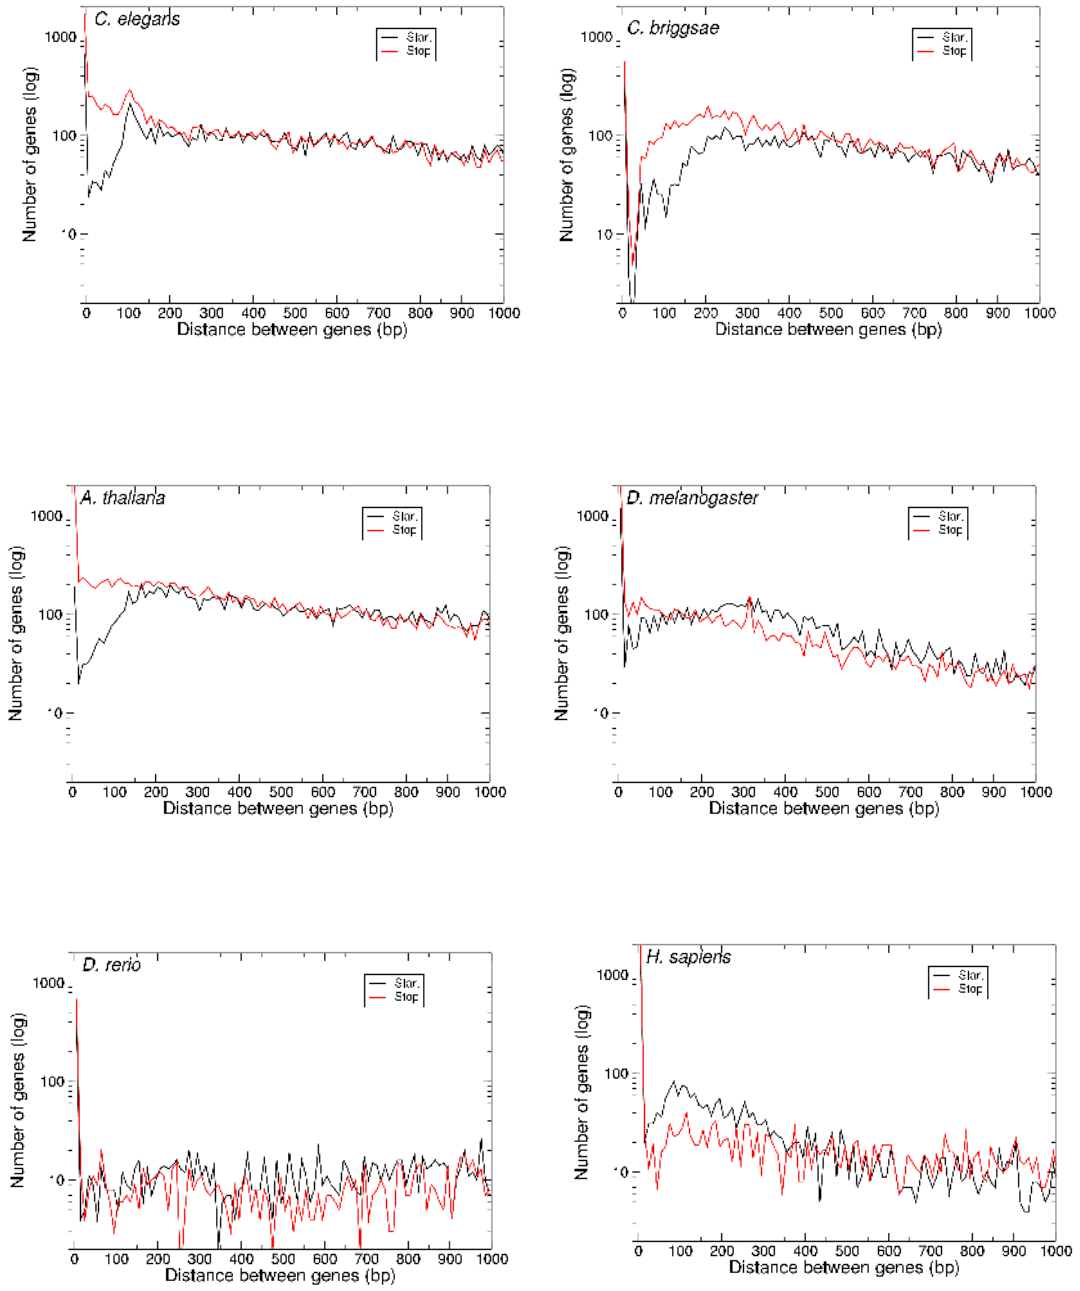 C. elegans
1000
100
10
Number of genes (log)
Star.
Stop
0 100 200 300 400 500 600 700 800 900 1000
Distance between genes (bp)
C. briggsae
1000
100
10
Number of genes (log)
Star.
Stop
0 100 200 300 400 500 600 700 800 900 1000
Distance between genes (bp)
A. thaliana
1000
100
10
Number of genes (log)
Star.
Stop
0 100 200 300 400 500 600 700 800 900 1000
Distance between genes (bp)
D. melanogaster
1000
100
10
Number of genes (log)
Star.
Stop
0 100 200 300 400 500 600 700 800 900 1000
Distance between genes (bp)
D. rerio
1000
100
10
Number of genes (log)
Star.
Stop
0 100 200 300 400 500 600 700 800 900 1000
Distance between genes (bp)
H. sapiens
1000
100
10
Number of genes (log)
Star.
Stop
0 100 200 300 400 500 600 700 800 900 1000
Distance between genes (bp)